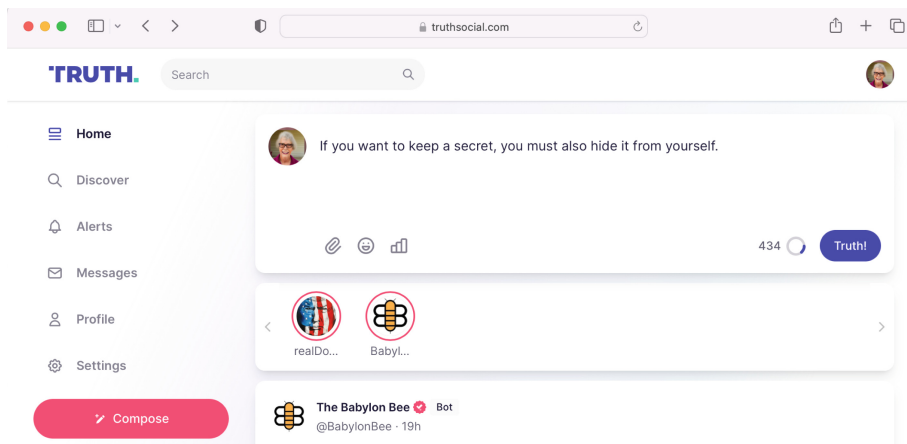 truthsocial.com
TRUTH.
Search
Home
Discover
Alerts
Messages
Profile
Settings
Compose
If you want to keep a secret, you must also hide it from yourself.
434
Truth!
realDo...
Babyl...
The Babylon Bee Bot
@BabylonBee · 19h